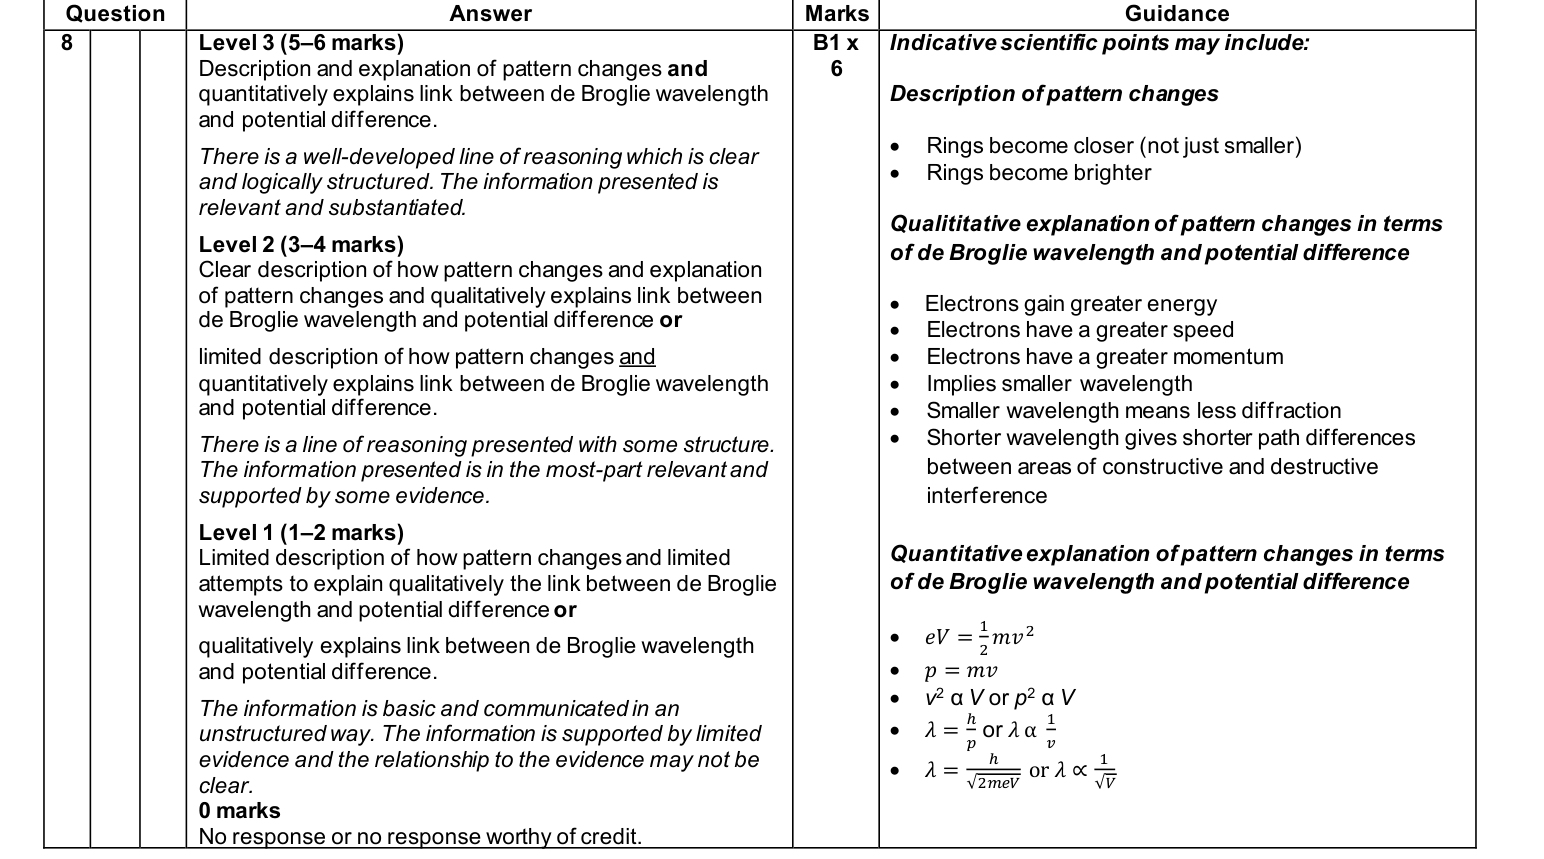 Question Answer Marks Guidance
8
Level 3 (5–6 marks)
Description and explanation of pattern changes and
quantitatively explains link between de Broglie wavelength
and potential difference.
There is a well-developed line of reasoning which is clear
and logically structured. The information presented is
relevant and substantiated.
Level 2 (3–4 marks)
Clear description of how pattern changes and explanation
of pattern changes and qualitatively explains link between
de Broglie wavelength and potential difference or
limited description of how pattern changes and
quantitatively explains link between de Broglie wavelength
and potential difference.
There is a line of reasoning presented with some structure.
The information presented is in the most-part relevant and
supported by some evidence.
Level 1 (1–2 marks)
Limited description of how pattern changes and limited
attempts to explain qualitatively the link between de Broglie
wavelength and potential difference or
qualitatively explains link between de Broglie wavelength
and potential difference.
The information is basic and communicated in an
unstructured way. The information is supported by limited
evidence and the relationship to the evidence may not be
clear.
0 marks
No response or no response worthy of credit.
B1 x
6
Indicative scientific points may include:
Description of pattern changes
• Rings become closer (not just smaller)
• Rings become brighter
Qualititative explanation of pattern changes in terms
of de Broglie wavelength and potential difference
• Electrons gain greater energy
• Electrons have a greater speed
• Electrons have a greater momentum
• Implies smaller wavelength
• Smaller wavelength means less diffraction
• Shorter wavelength gives shorter path differences
between areas of constructive and destructive
interference
Quantitative explanation of pattern changes in terms
of de Broglie wavelength and potential difference
• eV = 1/2 mv²
• p = mv
• v² α V or p² α V
• λ = h/p or λ α 1/v
• λ = h/√(2meV) or λ ∝ 1/√V